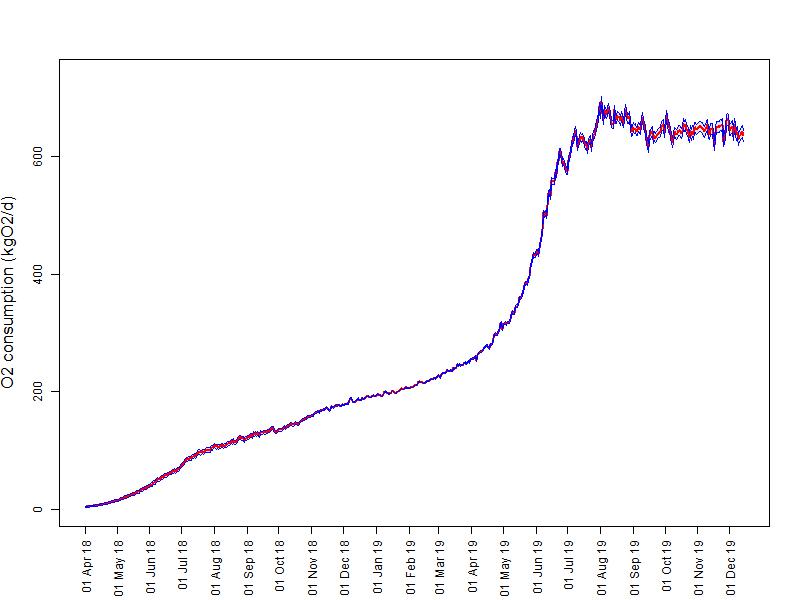 O2 consumption (kgO2/d)
600
400
200
0
01 Apr 18
01 May 18
01 Jun 18
01 Jul 18
01 Aug 18
01 Sep 18
01 Oct 18
01 Nov 18
01 Dec 18
01 Jan 19
01 Feb 19
01 Mar 19
01 Apr 19
01 May 19
01 Jun 19
01 Jul 19
01 Aug 19
01 Sep 19
01 Oct 19
01 Nov 19
01 Dec 19